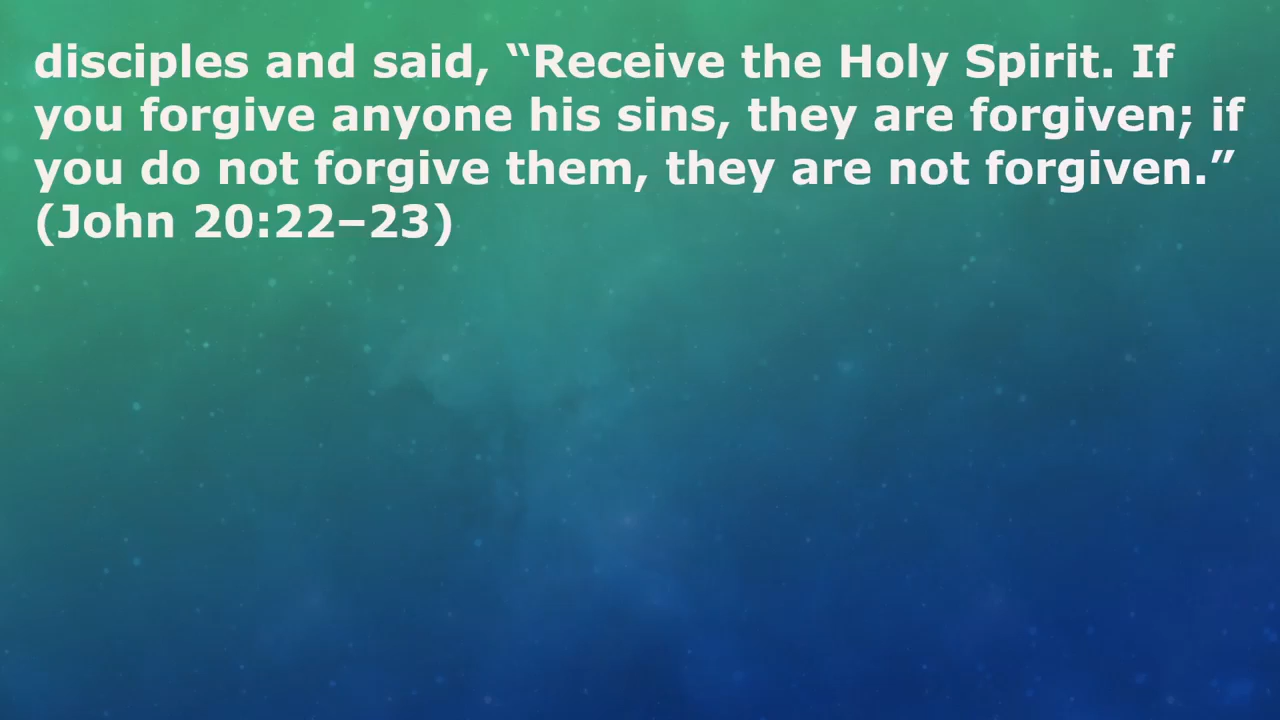 disciples and said, “Receive the Holy Spirit. If
you forgive anyone his sins, they are forgiven; if
you do not forgive them, they are not forgiven.”
(John 20:22–23)